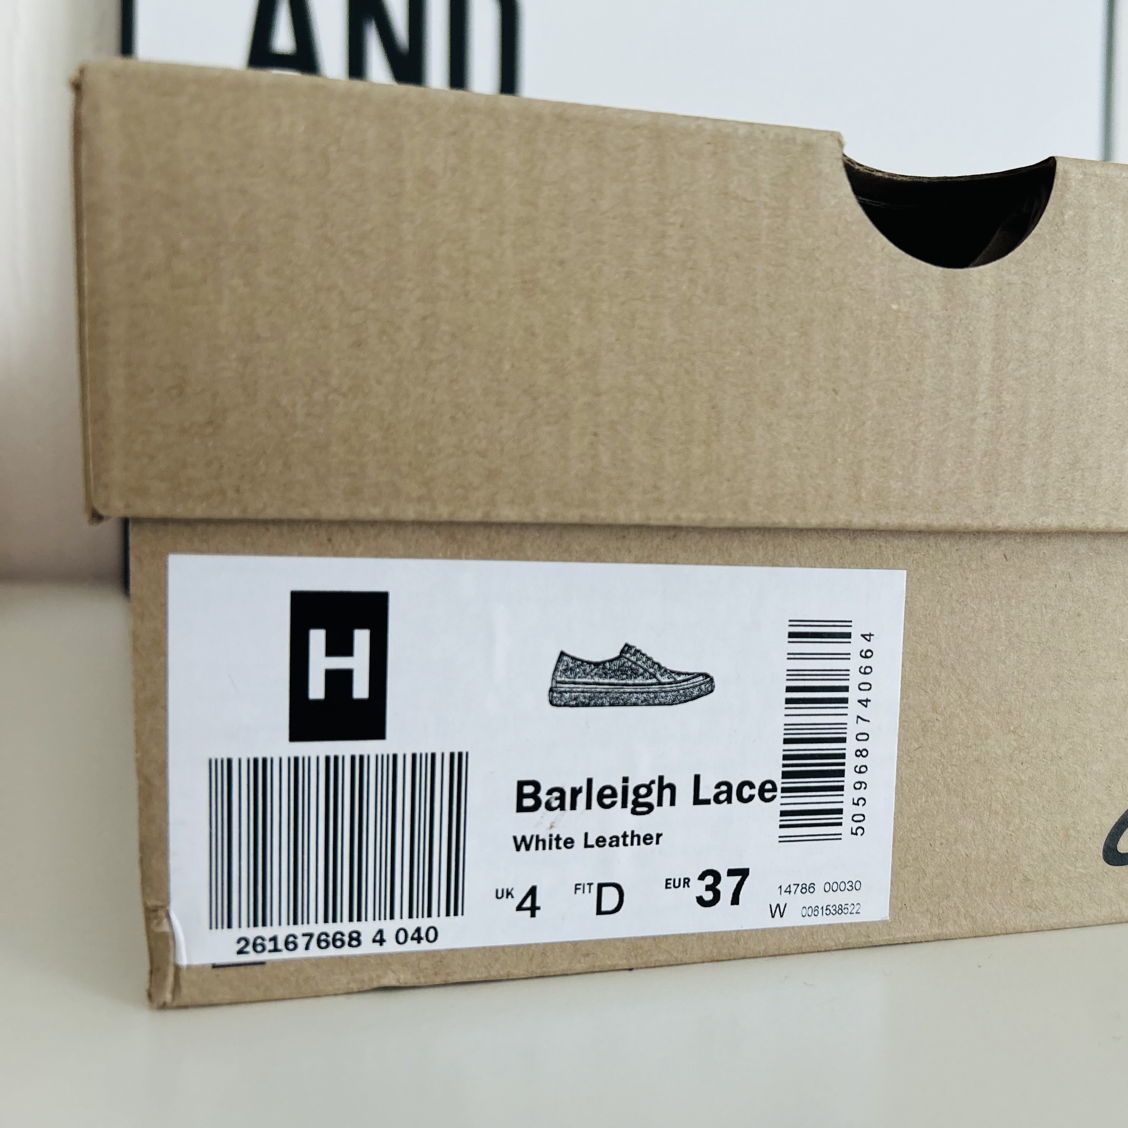 AND
H
Barleigh Lace
White Leather
UK 4 FIT D EUR 37
5059680740664
14786 00030
W 0061538522
26167668 4 040